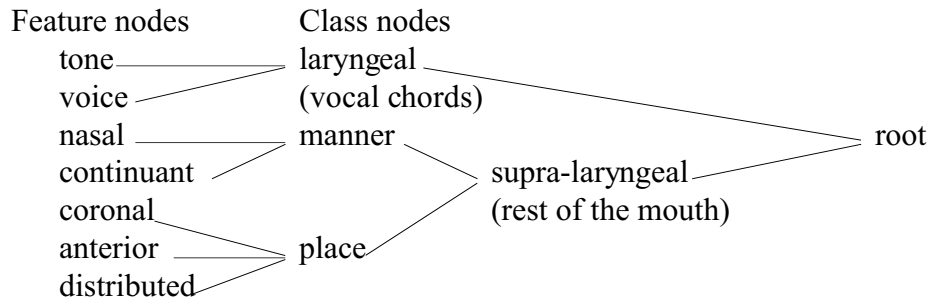 Feature nodes Class nodes
tone laryngeal
voice (vocal chords)
nasal manner root
continuant supra-laryngeal
coronal (rest of the mouth)
anterior place
distributed